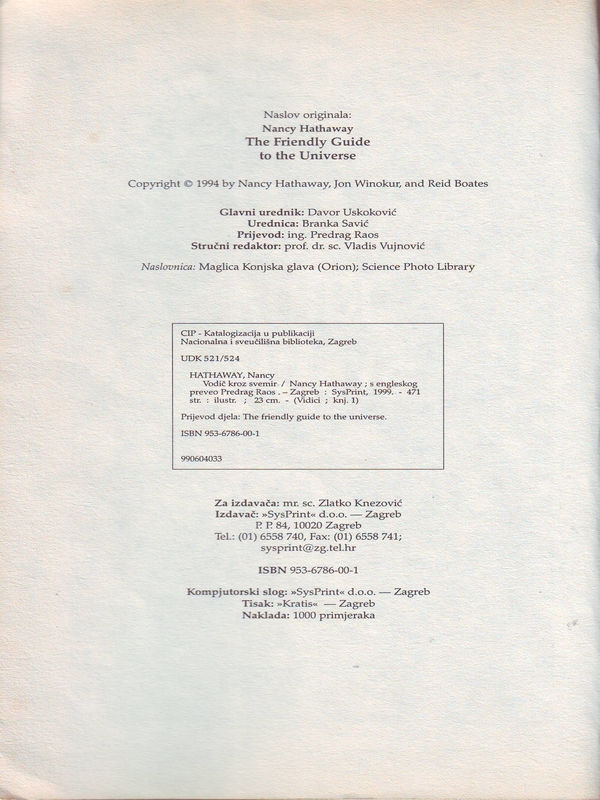 Naslov originala:
Nancy Hathaway
The Friendly Guide
to the Universe
Copyright © 1994 by Nancy Hathaway, Jon Winokur, and Reid Boates
Glavni urednik: Davor Uskoković
Urednica: Branka Savić
Prijevod: ing. Predrag Raos
Stručni redaktor: prof. dr. sc. Vladis Vujnović
Naslovnica: Maglica Konjska glava (Orion); Science Photo Library
CIP - Katalogizacija u publikaciji
Nacionalna i sveučilišna biblioteka, Zagreb
UDK 521/524
HATHAWAY, Nancy
Vodič kroz svemir / Nancy Hathaway ; s engleskog
preveo Predrag Raos . – Zagreb : SysPrint, 1999. - 471
str. : ilustr. ; 23 cm. - (Vidici ; knj. 1)
Prijevod djela: The friendly guide to the universe.
ISBN 953-6786-00-1
990604033
Za izdavača: mr. sc. Zlatko Knezović
Izdavač: »SysPrint« d.o.o. — Zagreb
P. P. 84, 10020 Zagreb
Tel.: (01) 6558 740, Fax: (01) 6558 741;
sysprint@zg.tel.hr
ISBN 953-6786-00-1
Kompjutorski slog: »SysPrint« d.o.o. — Zagreb
Tisak: »Kratis« — Zagreb
Naklada: 1000 primjeraka